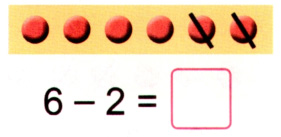 6 – 2 =